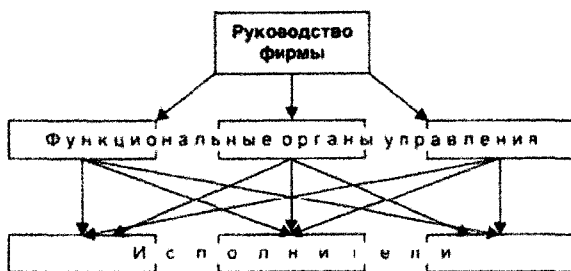 Руководство
фирмы
Функциональные органы управления
Исполнители